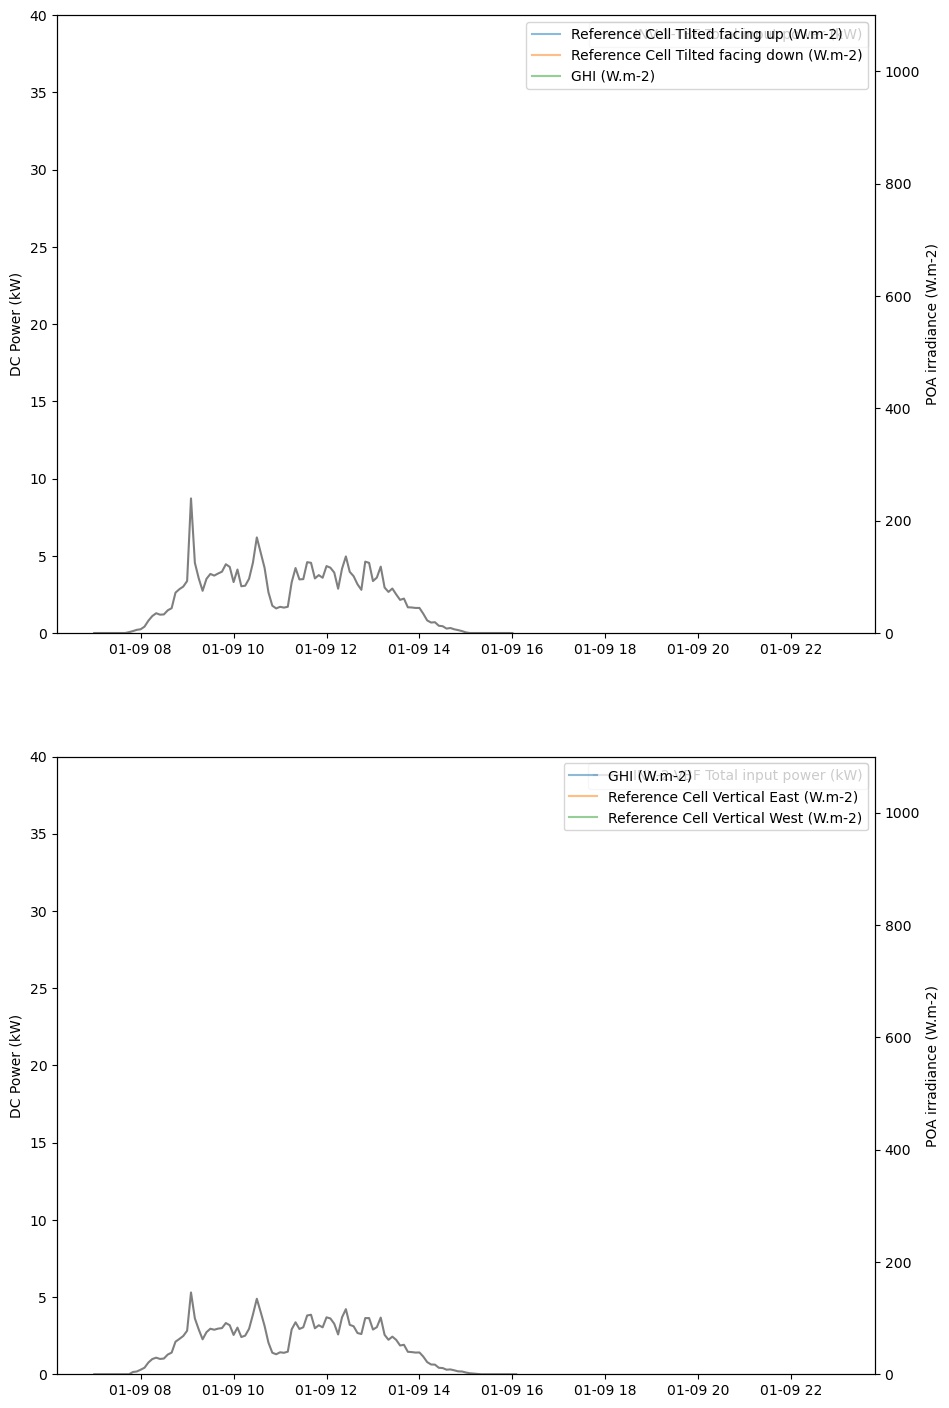 40
35
30
25
20
15
10
5
0
DC Power (kW)
Reference Cell Tilted facing up (W.m-2)
Reference Cell Tilted facing down (W.m-2)
GHI (W.m-2)
1000
800
600
400
200
0
POA irradiance (W.m-2)
01-09 08 01-09 10 01-09 12 01-09 14 01-09 16 01-09 18 01-09 20 01-09 22
40
35
30
25
20
15
10
5
0
DC Power (kW)
GHI (W.m-2) Total input power (kW)
Reference Cell Vertical East (W.m-2)
Reference Cell Vertical West (W.m-2)
1000
800
600
400
200
0
POA irradiance (W.m-2)
01-09 08 01-09 10 01-09 12 01-09 14 01-09 16 01-09 18 01-09 20 01-09 22